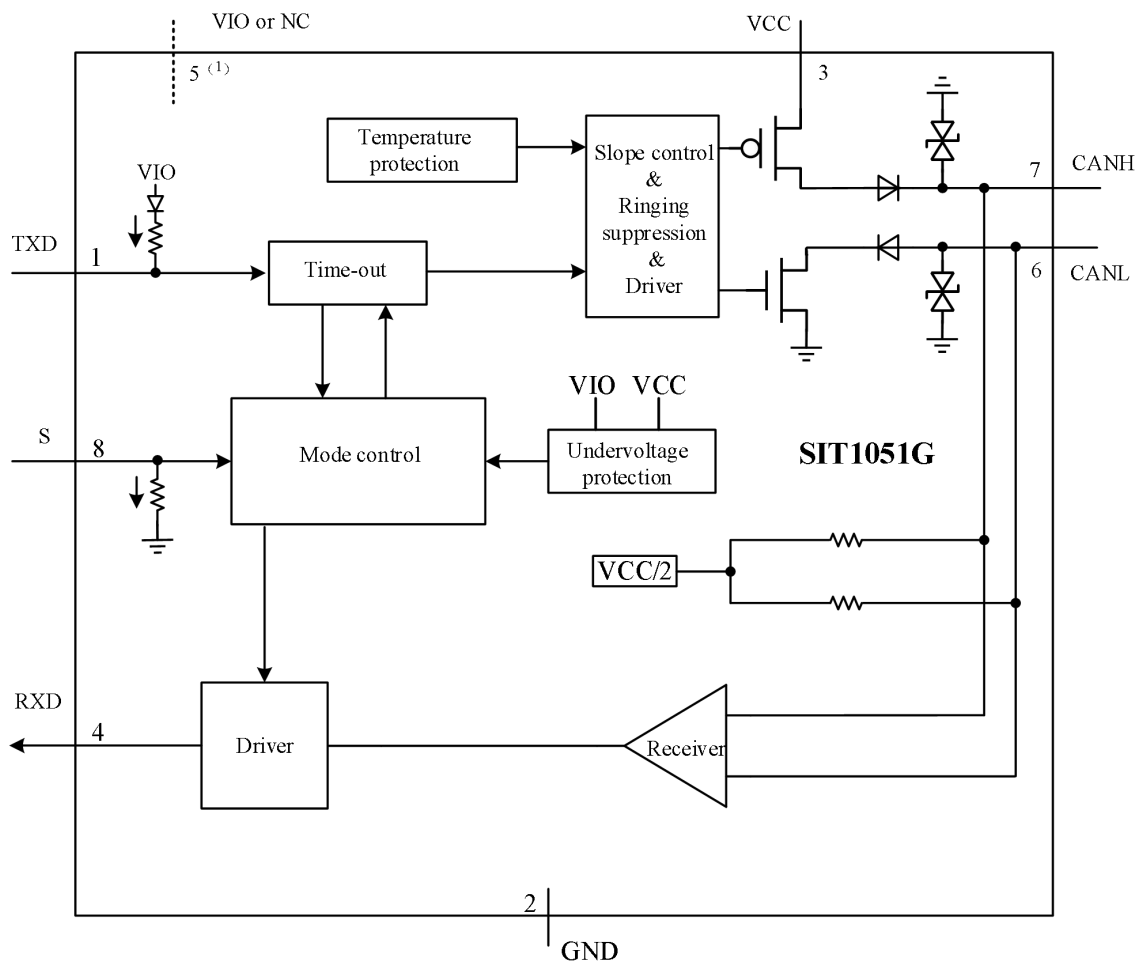 VIO or NC
VCC
5 (1)
3
Temperature
protection
Slope control
&
Ringing
suppression
&
Driver
VIO
7
CANH
TXD
1
Time-out
6
CANL
VIO
VCC
S
8
Mode control
Undervoltage
protection
SIT1051G
VCC/2
RXD
4
Driver
Receiver
2
GND